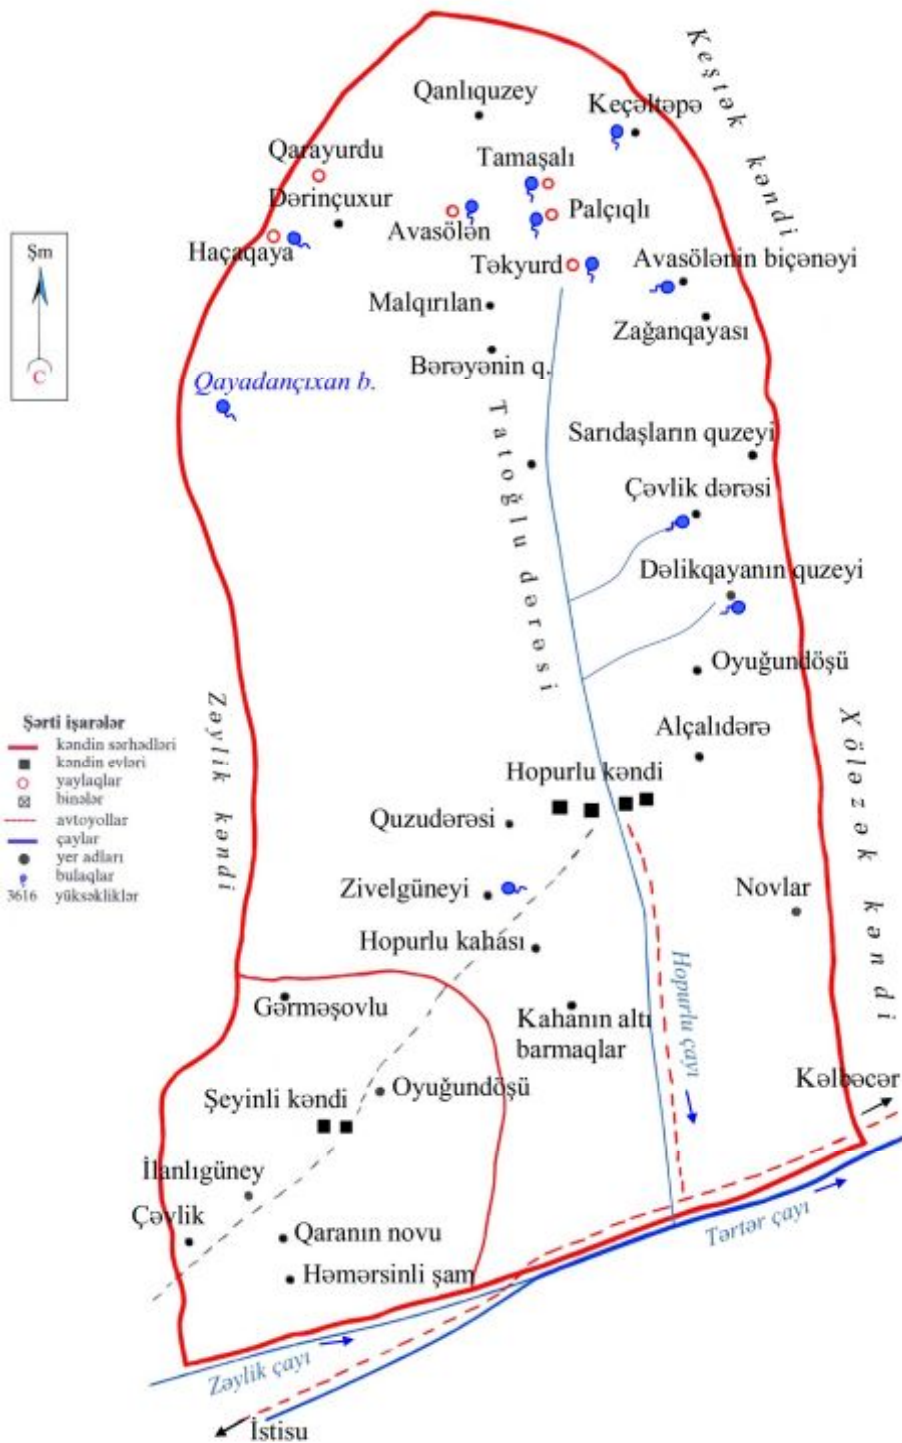 Keştək kəndi
Qanlıquzey
Keçəltəpə
Qarayurdu
Tamaşalı
Dərinçuxur
Avasölən
Palçıqlı
Haçaqaya
Təkyurd
Avasölənin biçənəyi
Şm
C
Malqırılan
Zağanqayası
Bərəyənin q.
Qayadançıxan b.
Tatoğlu dərəsi
Sarıdaşların quzeyi
Çəvlik dərəsi
Dəlikqayanın quzeyi
Oyuğundöşü
Zəylik kəndi
Xöləzək kəndi
Alçalıdərə
Şərti işarələr
kəndin sərhədləri
kəndin evləri
yaylaqlar
binələr
avtoyollar
çaylar
yer adları
bulaqlar
3616 yüksəkliklər
Hopurlu kəndi
Quzudərəsi
Zivelgüneyi
Novlar
Hopurlu kahası
Hopurlu çayı
Gərməşovlu
Kahanın altı
barmaqlar
Kəlbəcər
Oyuğundöşü
Şeyinli kəndi
İlanlıgüney
Çəvlik
Qaranın novu
Tərtər çayı
Həmərsinli şam
Zəylik çayı
İstisu